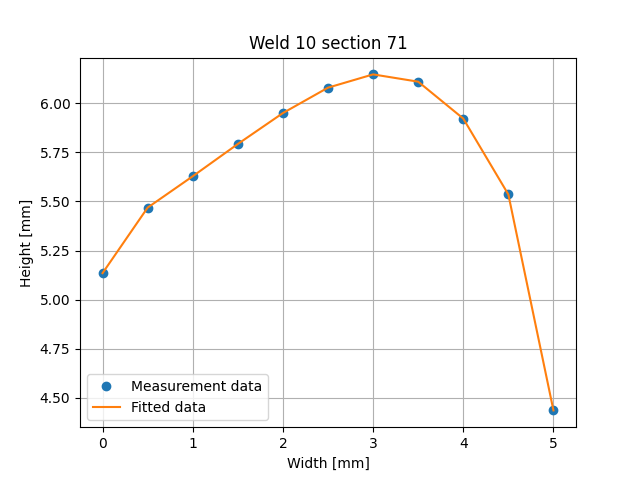 Weld 10 section 71
Height [mm]
6.00
5.75
5.50
5.25
5.00
4.75
4.50
Measurement data
Fitted data
0 1 2 3 4 5
Width [mm]